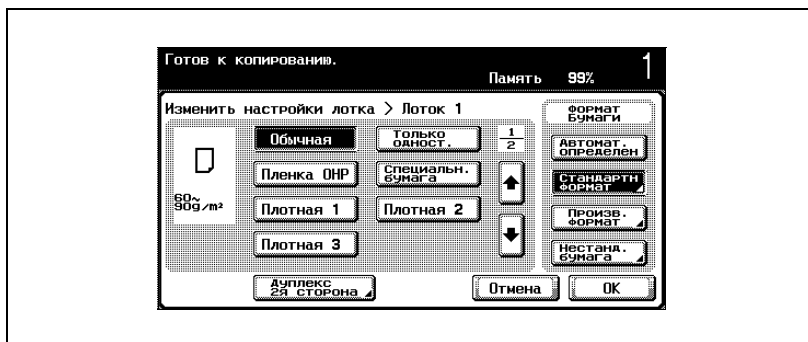 Готов к копированию.
Память 99%
1
Изменить настройки лотка > Лоток 1
Формат
бумаги
Обычная
Только
одност.
1
2
Автомат.
определен
Пленка OHP
Специальн.
бумага
Стандартн
формат
60~
90g/m²
Плотная 1
Плотная 2
Произв.
формат
Плотная 3
Нестанд.
бумага
Дуплекс
2я сторона
Отмена
OK